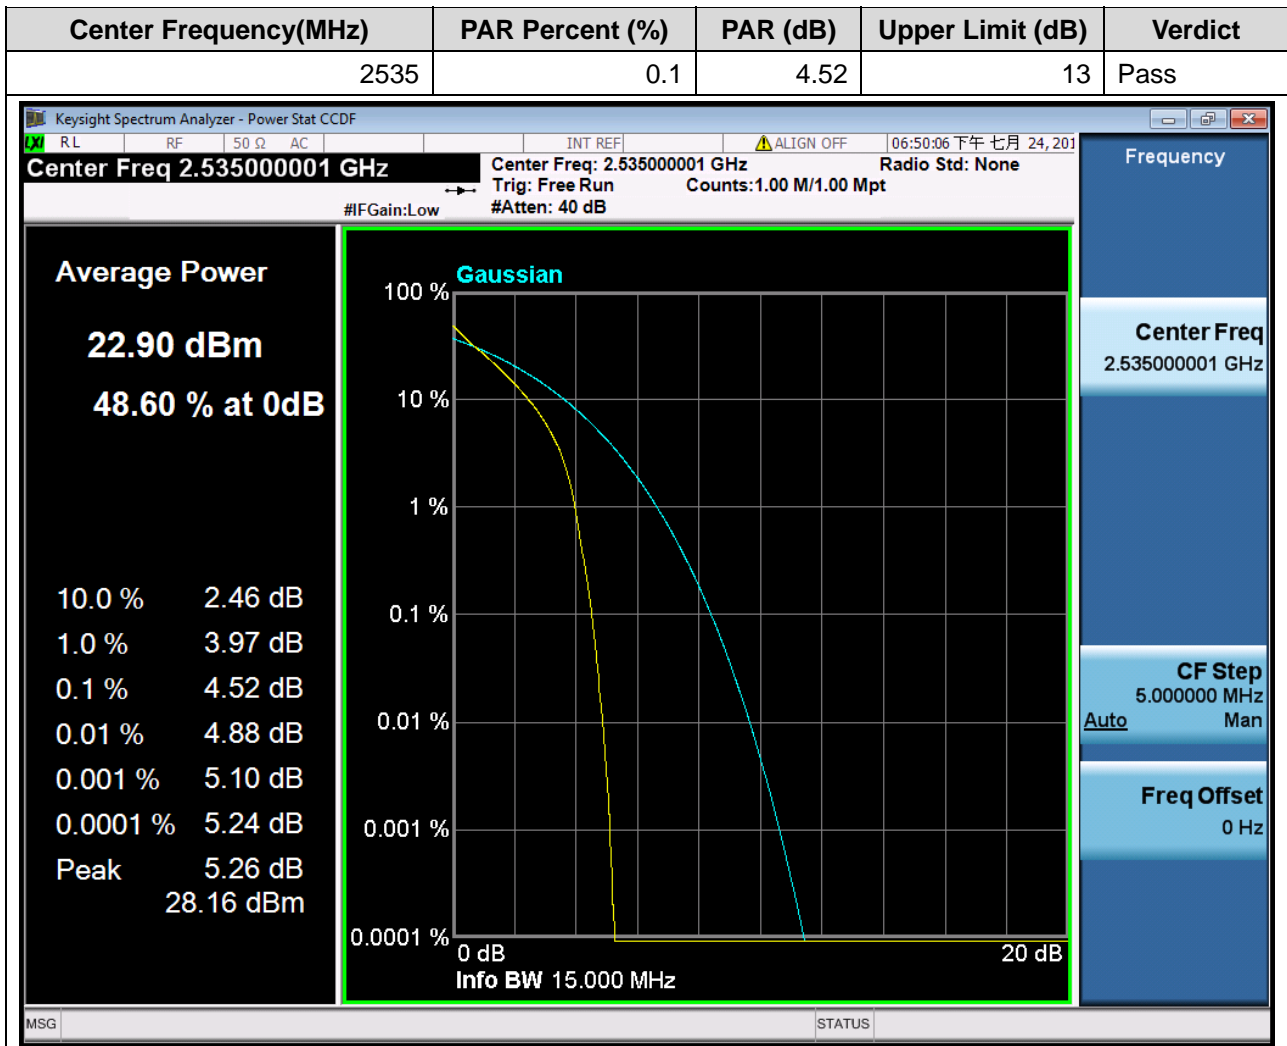 Center Frequency(MHz) PAR Percent (%) PAR (dB) Upper Limit (dB) Verdict
2535 0.1 4.52 13 Pass
Keysight Spectrum Analyzer - Power Stat CCDF
LXI RL RF 50 Ω AC INT REF ALIGN OFF 06:50:06 下午 七月 24, 201
Center Freq 2.535000001 GHz
#IFGain:Low
Center Freq: 2.535000001 GHz Radio Std: None
Trig: Free Run Counts:1.00 M/1.00 Mpt
#Atten: 40 dB
Average Power
22.90 dBm
48.60 % at 0dB
10.0 % 2.46 dB
1.0 % 3.97 dB
0.1 % 4.52 dB
0.01 % 4.88 dB
0.001 % 5.10 dB
0.0001 % 5.24 dB
Peak 5.26 dB
28.16 dBm
Gaussian
100 %
10 %
1 %
0.1 %
0.01 %
0.001 %
0.0001 %
0 dB 20 dB
Info BW 15.000 MHz
Frequency
Center Freq
2.535000001 GHz
CF Step
5.000000 MHz
Auto Man
Freq Offset
0 Hz
MSG STATUS